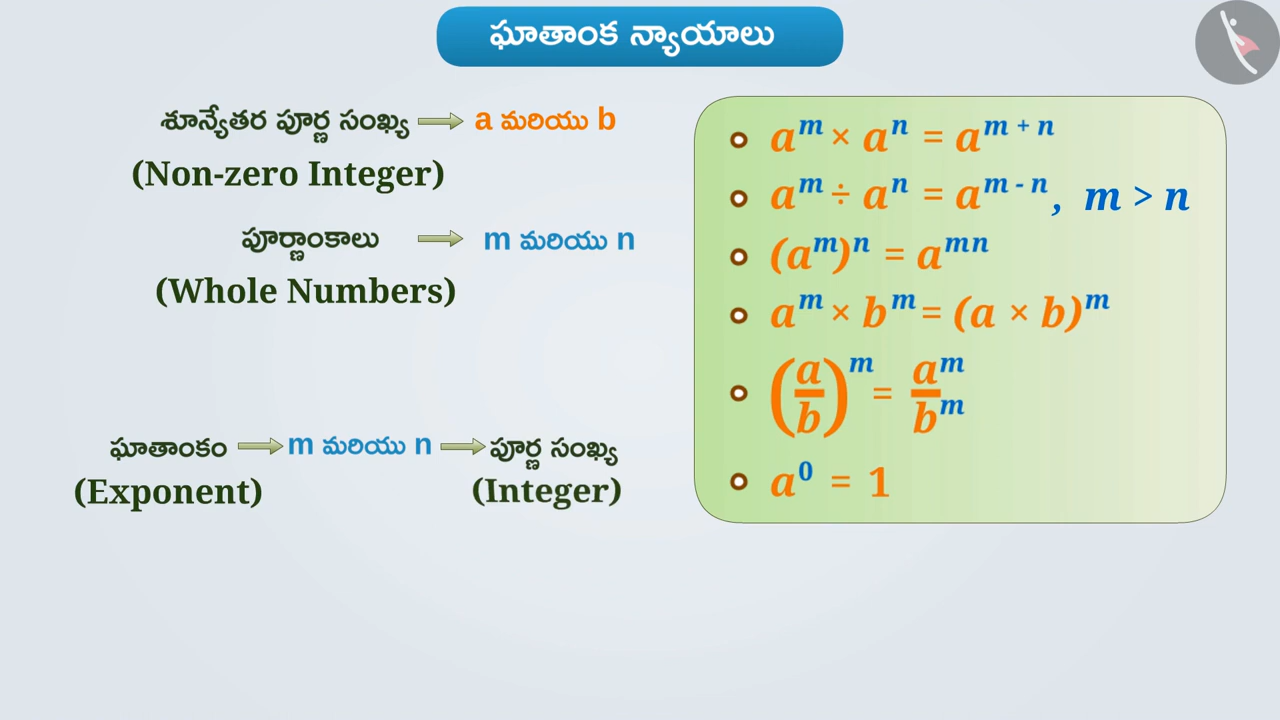 ఘాతాంక న్యాయాలు
శూన్యేతర పూర్ణ సంఖ్య → a మరియు b
(Non-zero Integer)
పూర్ణాంకాలు → m మరియు n
(Whole Numbers)
ఘాతాంకం → m మరియు n → పూర్ణ సంఖ్య
(Exponent) (Integer)
a^m × a^n = a^(m + n)
a^m ÷ a^n = a^(m - n), m > n
(a^m)^n = a^(mn)
a^m × b^m = (a × b)^m
(a/b)^m = a^m/b^m
a^0 = 1